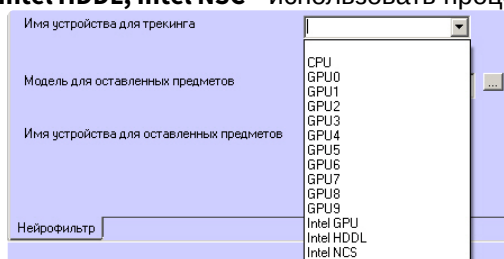 Intel HDDL, Intel NSC - использовать проц
Имя устройства для трекинга
CPU
GPU0
GPU1
Модель для оставленных предметов
...
GPU2
GPU3
Имя устройства для оставленных предметов
GPU4
GPU5
GPU6
GPU7
GPU8
GPU9
Нейрофильтр
Intel GPU
Intel HDDL
Intel NCS